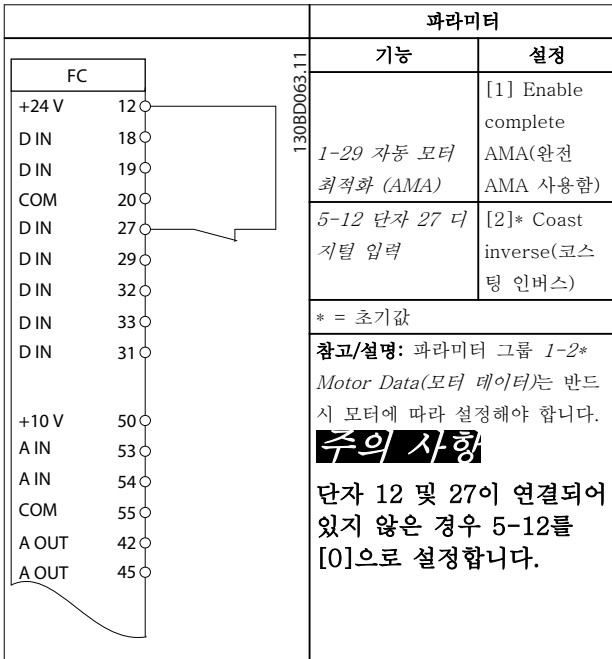 파라미터
기능 설정
FC
+24 V 12
D IN 18
D IN 19
COM 20
D IN 27
D IN 29
D IN 32
D IN 33
D IN 31
+10 V 50
A IN 53
A IN 54
COM 55
A OUT 42
A OUT 45
130BD063.11
1-29 자동 모터
최적화 (AMA)
[1] Enable
complete
AMA(완전
AMA 사용함)
5-12 단자 27 디
지털 입력
[2]* Coast
inverse(코스
팅 인버스)
* = 초기값
참고/설명: 파라미터 그룹 1-2*
Motor Data(모터 데이터)는 반드
시 모터에 따라 설정해야 합니다.
주의 사항
단자 12 및 27이 연결되어
있지 않은 경우 5-12를
[0]으로 설정합니다.